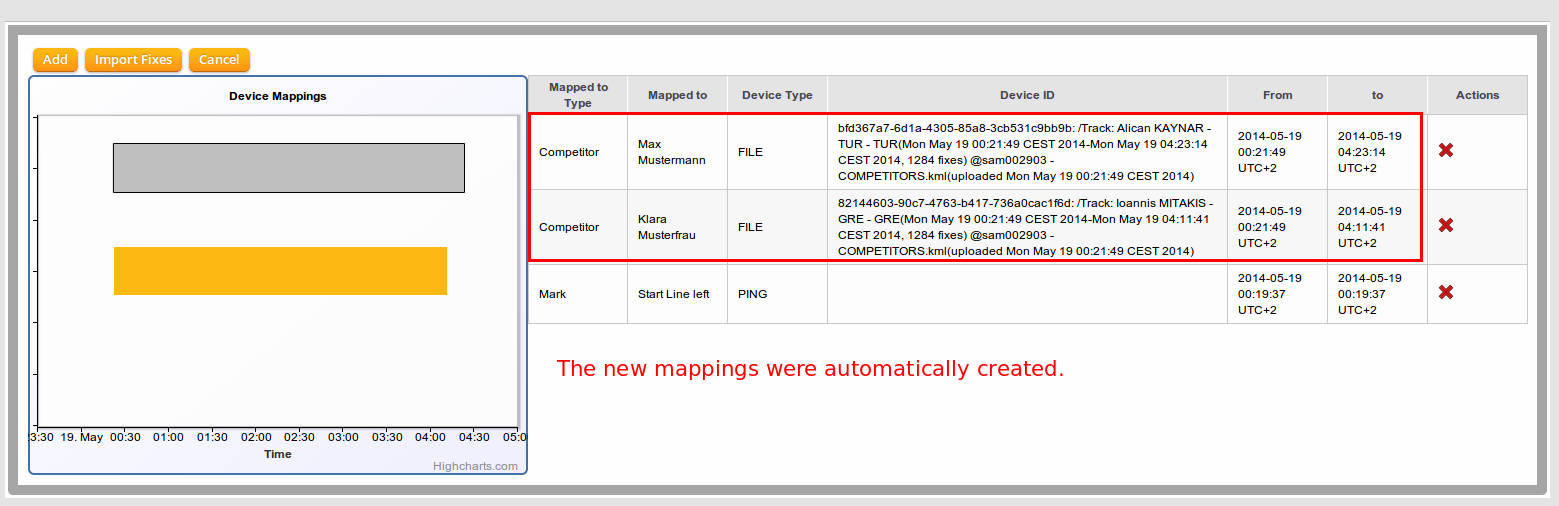 Add Import Fixes Cancel
Device Mappings
:3:30 19. May 00:30 01:00 01:30 02:00 02:30 03:00 03:30 04:00 04:30 05:0
Time
Highcharts.com
Mapped to
Type
Mapped to
Device Type
Device ID
From
to
Actions
Competitor
Max
Mustermann
FILE
bfd367a7-6d1a-4305-85a8-3cb531c9bb9b: /Track: Alican KAYNAR -
TUR - TUR(Mon May 19 00:21:49 CEST 2014-Mon May 19 04:23:14
CEST 2014, 1284 fixes) @sam002903 -
COMPETITORS.kml(uploaded Mon May 19 00:21:49 CEST 2014)
2014-05-19
00:21:49
UTC+2
2014-05-19
04:23:14
UTC+2
Competitor
Klara
Musterfrau
FILE
82144603-90c7-4763-b417-736a0cac1f6d: /Track: Ioannis MITAKIS -
GRE - GRE(Mon May 19 00:21:49 CEST 2014-Mon May 19 04:11:41
CEST 2014, 1284 fixes) @sam002903 -
COMPETITORS.kml(uploaded Mon May 19 00:21:49 CEST 2014)
2014-05-19
00:21:49
UTC+2
2014-05-19
04:11:41
UTC+2
Mark
Start Line left
PING
2014-05-19
00:19:37
UTC+2
2014-05-19
00:19:37
UTC+2
The new mappings were automatically created.